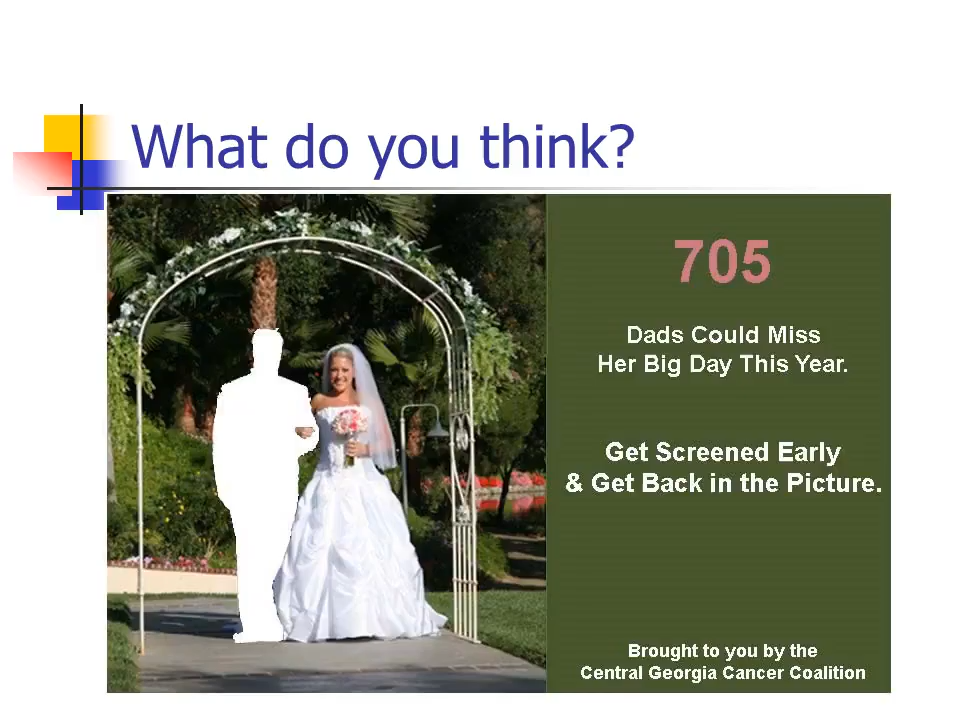 What do you think?
705
Dads Could Miss
Her Big Day This Year.
Get Screened Early
& Get Back in the Picture.
Brought to you by the
Central Georgia Cancer Coalition